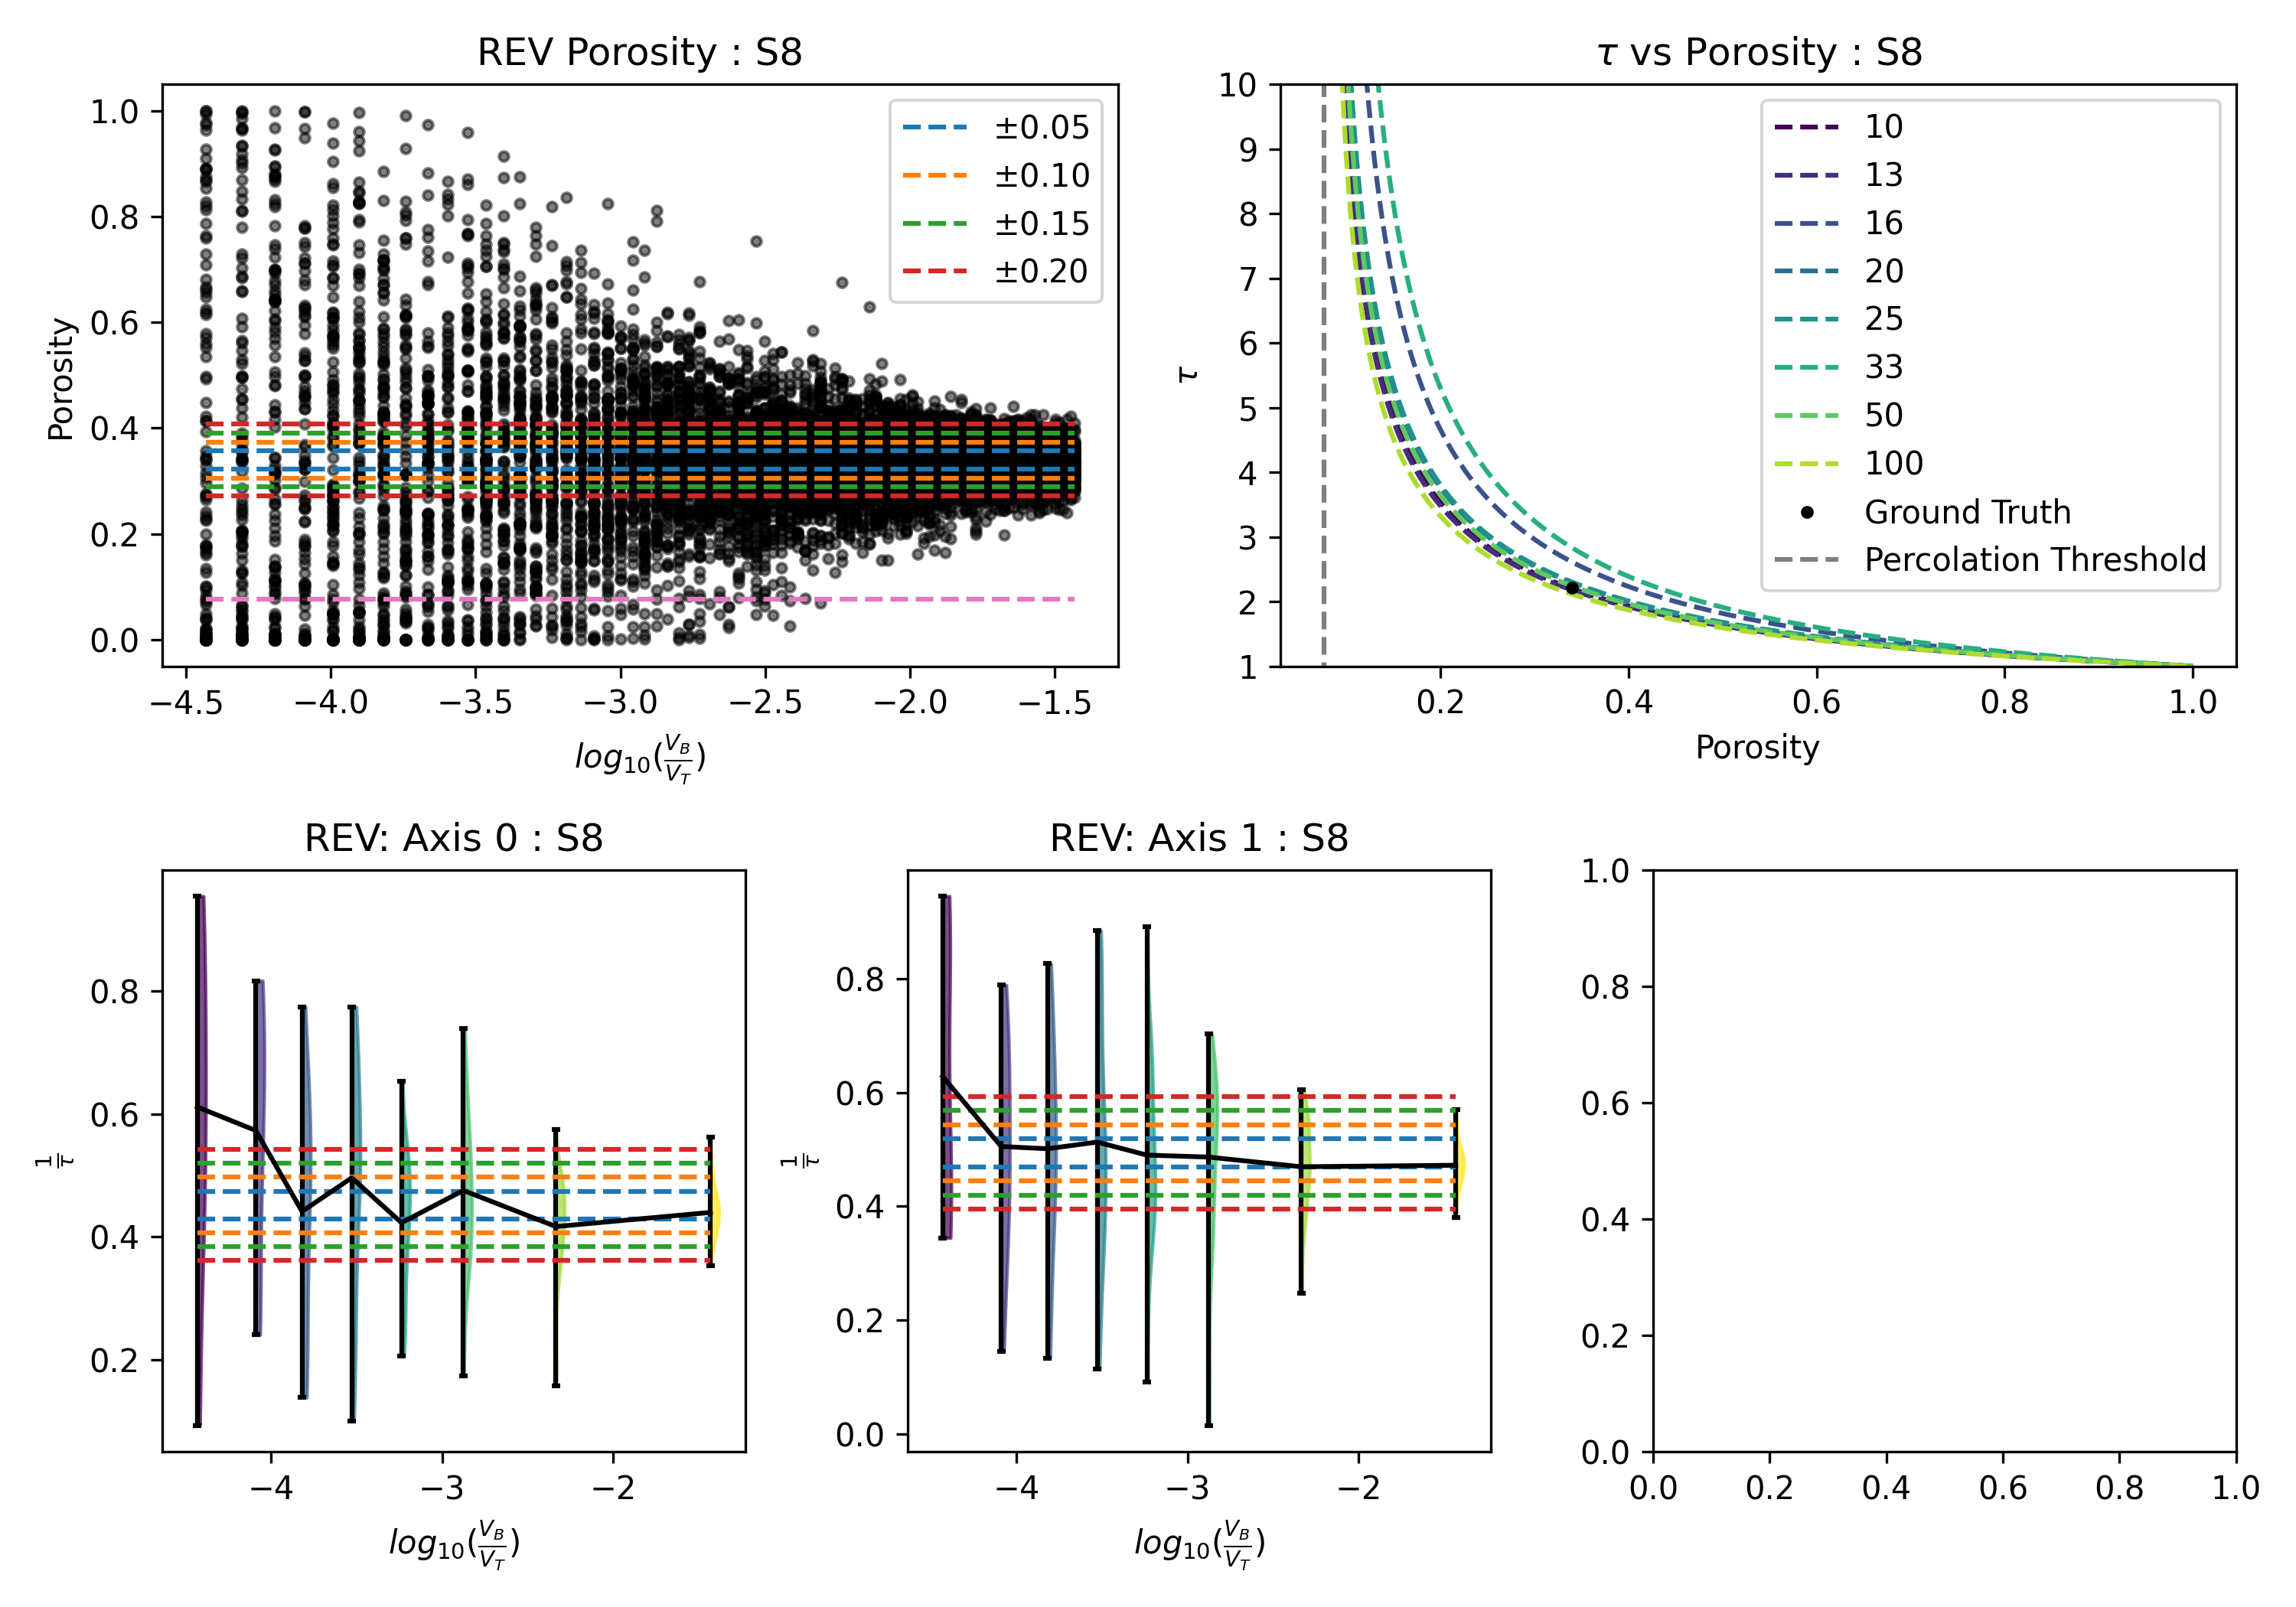 REV Porosity : S8
Porosity
1.0
0.8
0.6
0.4
0.2
0.0
−4.5 −4.0 −3.5 −3.0 −2.5 −2.0 −1.5
log10(VB/VT)
±0.05
±0.10
±0.15
±0.20
τ vs Porosity : S8
τ
10
9
8
7
6
5
4
3
2
1
0.2 0.4 0.6 0.8 1.0
Porosity
10
13
16
20
25
33
50
100
Ground Truth
Percolation Threshold
REV: Axis 0 : S8
1/τ
0.8
0.6
0.4
0.2
−4 −3 −2
log10(VB/VT)
REV: Axis 1 : S8
1/τ
0.8
0.6
0.4
0.2
0.0
−4 −3 −2
log10(VB/VT)
1.0
0.8
0.6
0.4
0.2
0.0
0.0 0.2 0.4 0.6 0.8 1.0